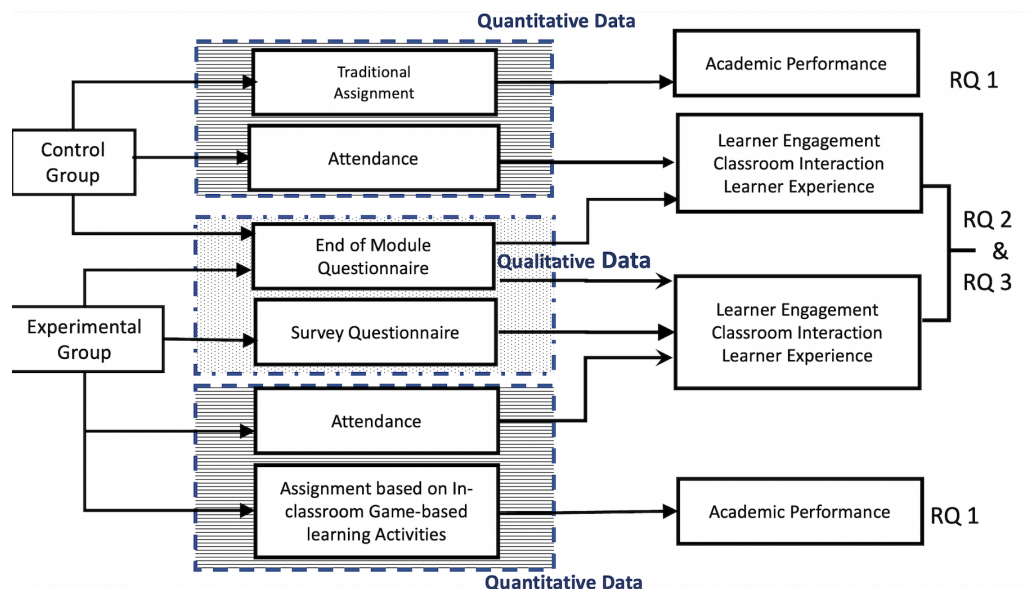 Quantitative Data
Traditional
Assignment
Academic Performance
RQ 1
Control
Group
Attendance
Learner Engagement
Classroom Interaction
Learner Experience
RQ 2
&
RQ 3
End of Module
Questionnaire
Qualitative Data
Experimental
Group
Survey Questionnaire
Learner Engagement
Classroom Interaction
Learner Experience
Attendance
Assignment based on In-
classroom Game-based
learning Activities
Academic Performance
RQ 1
Quantitative Data